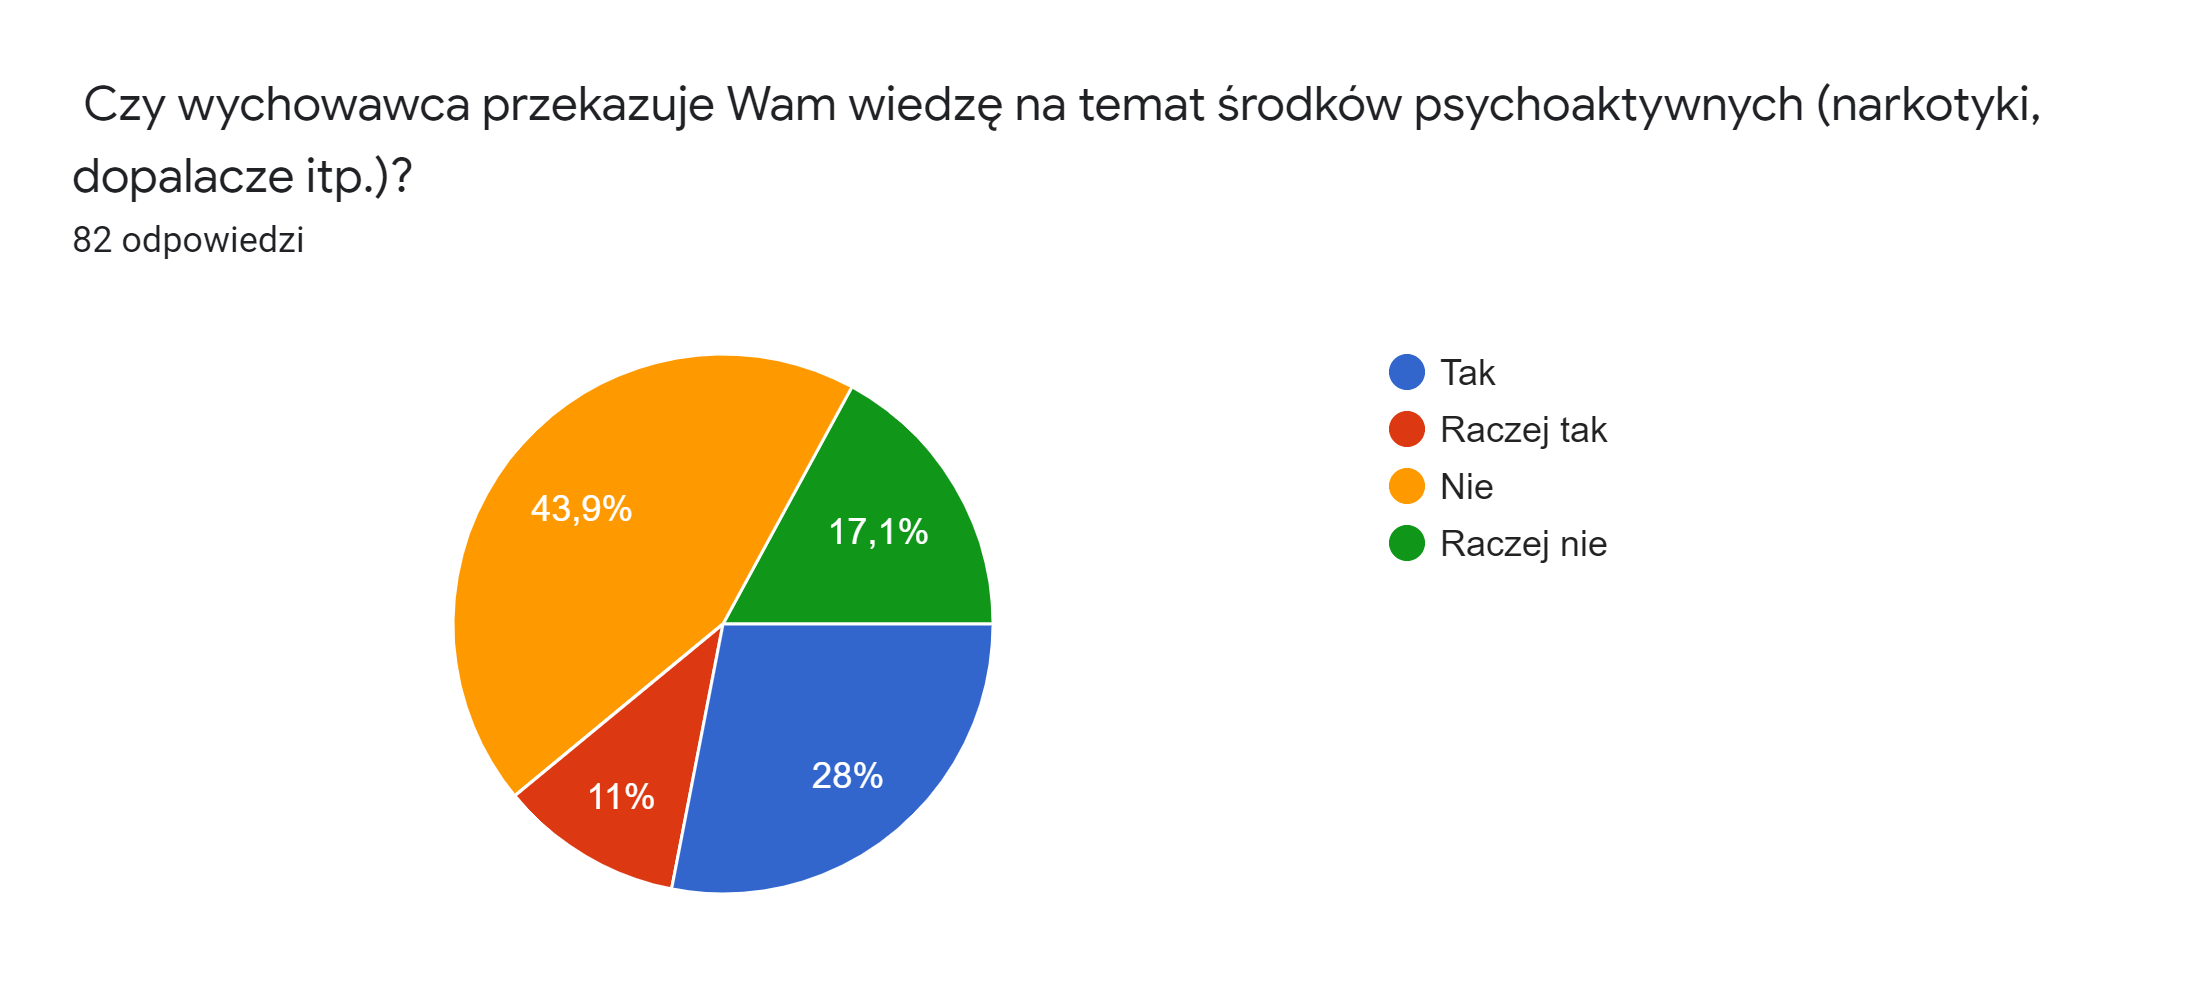 Czy wychowawca przekazuje Wam wiedzę na temat środków psychoaktywnych (narkotyki,
dopalacze itp.)?
82 odpowiedzi
Tak
Raczej tak
Nie
Raczej nie
43,9%
17,1%
11%
28%